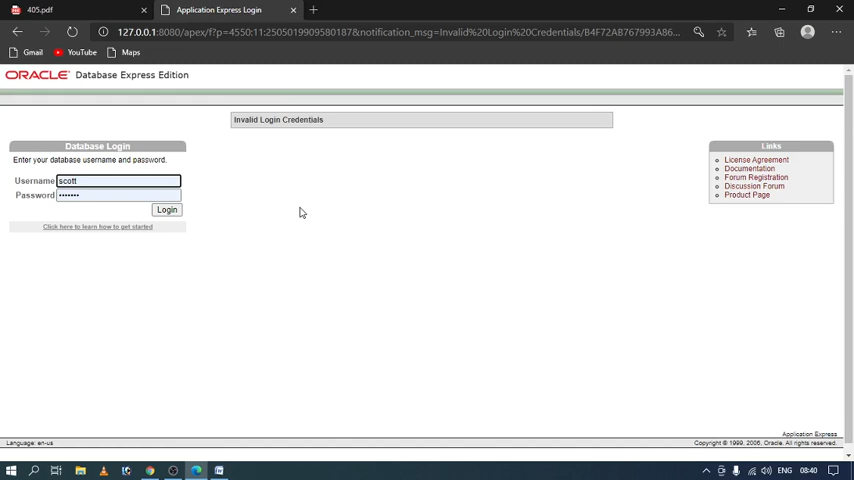 405.pdf
Application Express Login
127.0.0.1:8080/apex/f?p=4550:11:2505019909580187&notification_msg=Invalid%20Login%20Credentials/B4F72AB767993A86...
Gmail
YouTube
Maps
ORACLE Database Express Edition
Invalid Login Credentials
Database Login
Enter your database username and password.
Username scott
Password •••••••
Login
Click here to learn how to get started
Links
License Agreement
Documentation
Forum Registration
Discussion Forum
Product Page
Application Express
Language: en-us
Copyright © 1999, 2006, Oracle. All rights reserved.
ENG
08:40